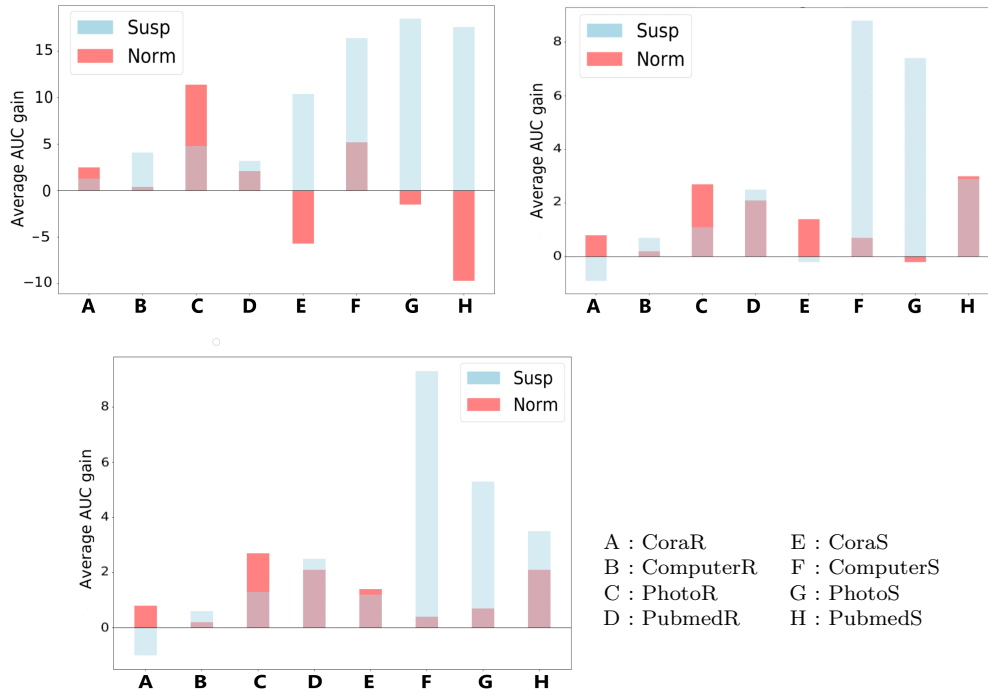 Susp
Norm
Average AUC gain
15
10
5
0
−5
−10
A B C D E F G H
Susp
Norm
Average AUC gain
8
6
4
2
0
A B C D E F G H
Susp
Norm
Average AUC gain
8
6
4
2
0
A B C D E F G H
A : CoraR E : CoraS
B : ComputerR F : ComputerS
C : PhotoR G : PhotoS
D : PubmedR H : PubmedS